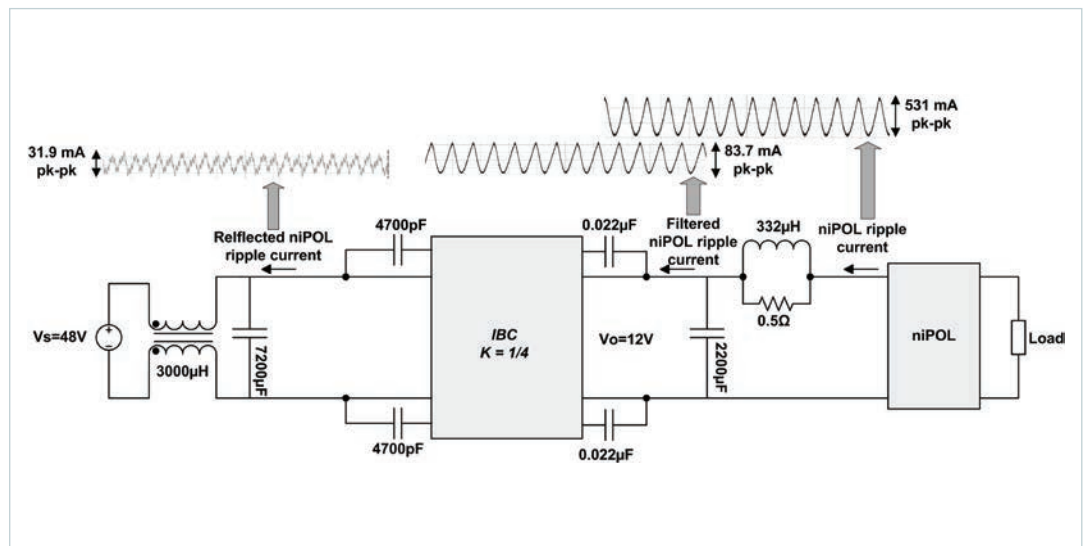 531 mA
pk-pk
31.9 mA
pk-pk
83.7 mA
pk-pk
4700pF
0.022µF
Relflected niPOL
ripple current
Filtered
niPOL ripple
current
332µH
niPOL ripple
current
0.5Ω
Vs=48V
+
−
3000µH
7200µF
IBC
K = 1/4
Vo=12V
2200µF
niPOL
Load
4700pF
0.022µF